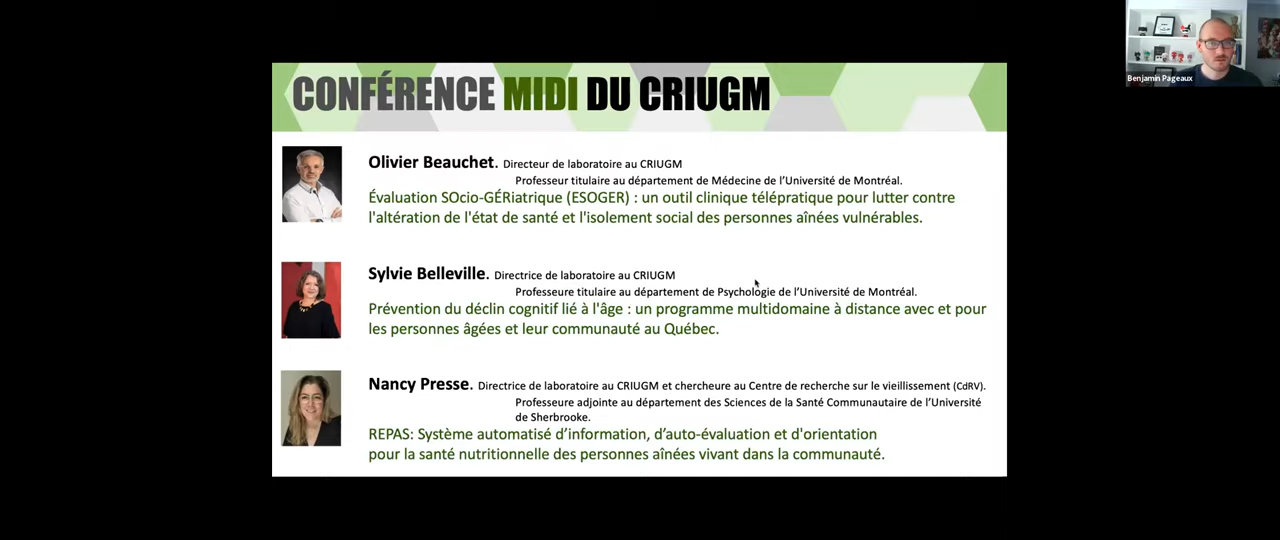 CONFÉRENCE MIDI DU CRIUGM
Benjamin Pageaux
Olivier Beauchet. Directeur de laboratoire au CRIUGM
Professeur titulaire au département de Médecine de l'Université de Montréal.
Évaluation SOcio-GÉRiatrique (ESOGER) : un outil clinique télépratique pour lutter contre
l'altération de l'état de santé et l'isolement social des personnes aînées vulnérables.
Sylvie Belleville. Directrice de laboratoire au CRIUGM
Professeure titulaire au département de Psychologie de l'Université de Montréal.
Prévention du déclin cognitif lié à l'âge : un programme multidomaine à distance avec et pour
les personnes âgées et leur communauté au Québec.
Nancy Presse. Directrice de laboratoire au CRIUGM et chercheure au Centre de recherche sur le vieillissement (CdRV).
Professeure adjointe au département des Sciences de la Santé Communautaire de l'Université
de Sherbrooke.
REPAS: Système automatisé d'information, d'auto-évaluation et d'orientation
pour la santé nutritionnelle des personnes aînées vivant dans la communauté.